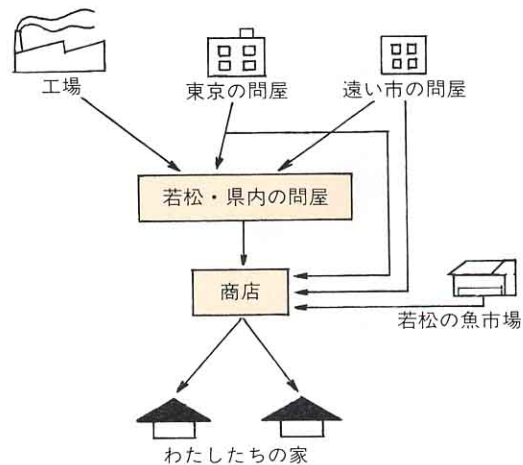 工場
東京の問屋
遠い市の問屋
若松・県内の問屋
商店
若松の魚市場
わたしたちの家